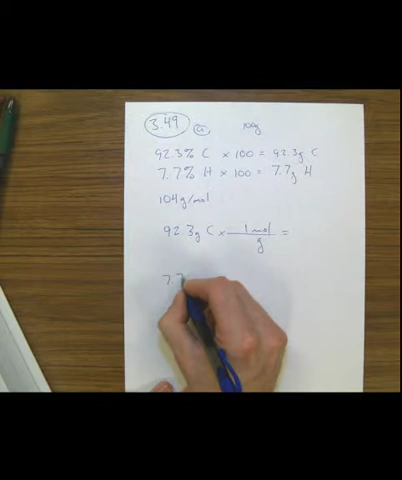 3.49 a 100g
92.3% C × 100 = 92.3g C
7.7% H × 100 = 7.7g H
104g/mol
92.3g C × 1 mol / g =
7.7